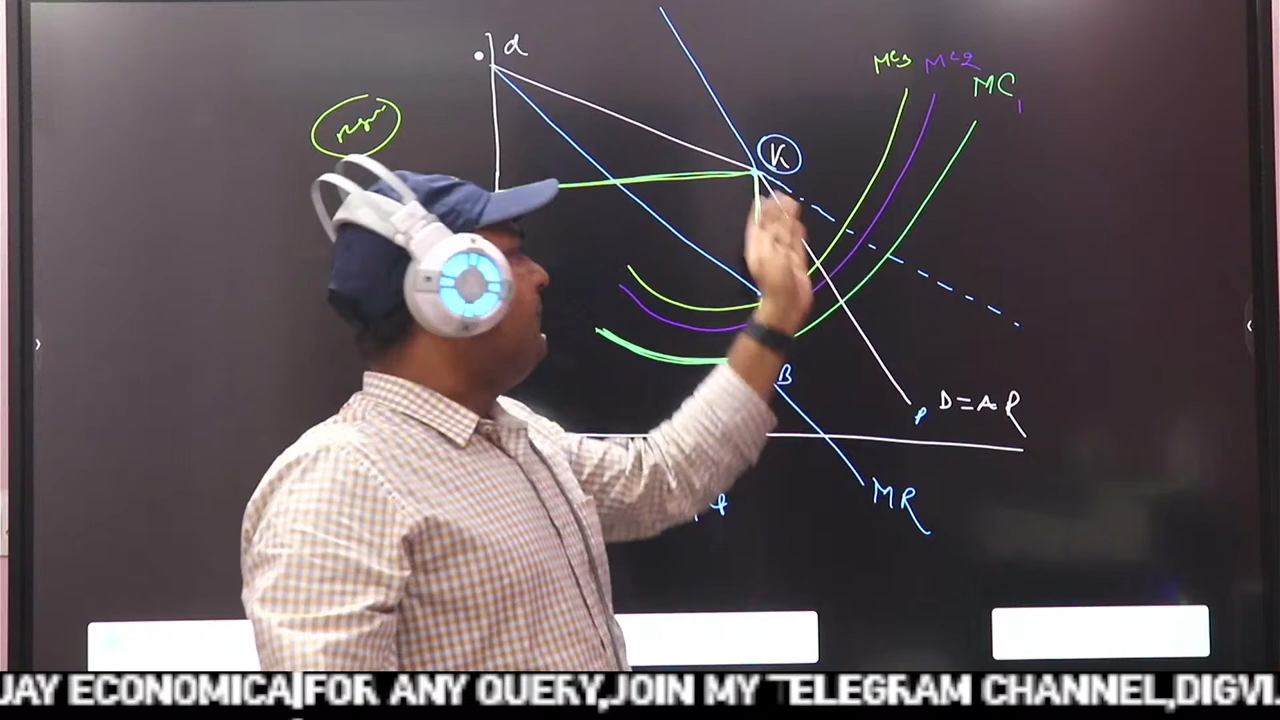 d
MC3 MC2 MC1
K
B
P D=AR
MR
JAY ECONOMICA|FOR ANY QUERY,JOIN MY TELEGRAM CHANNEL,DIGVI